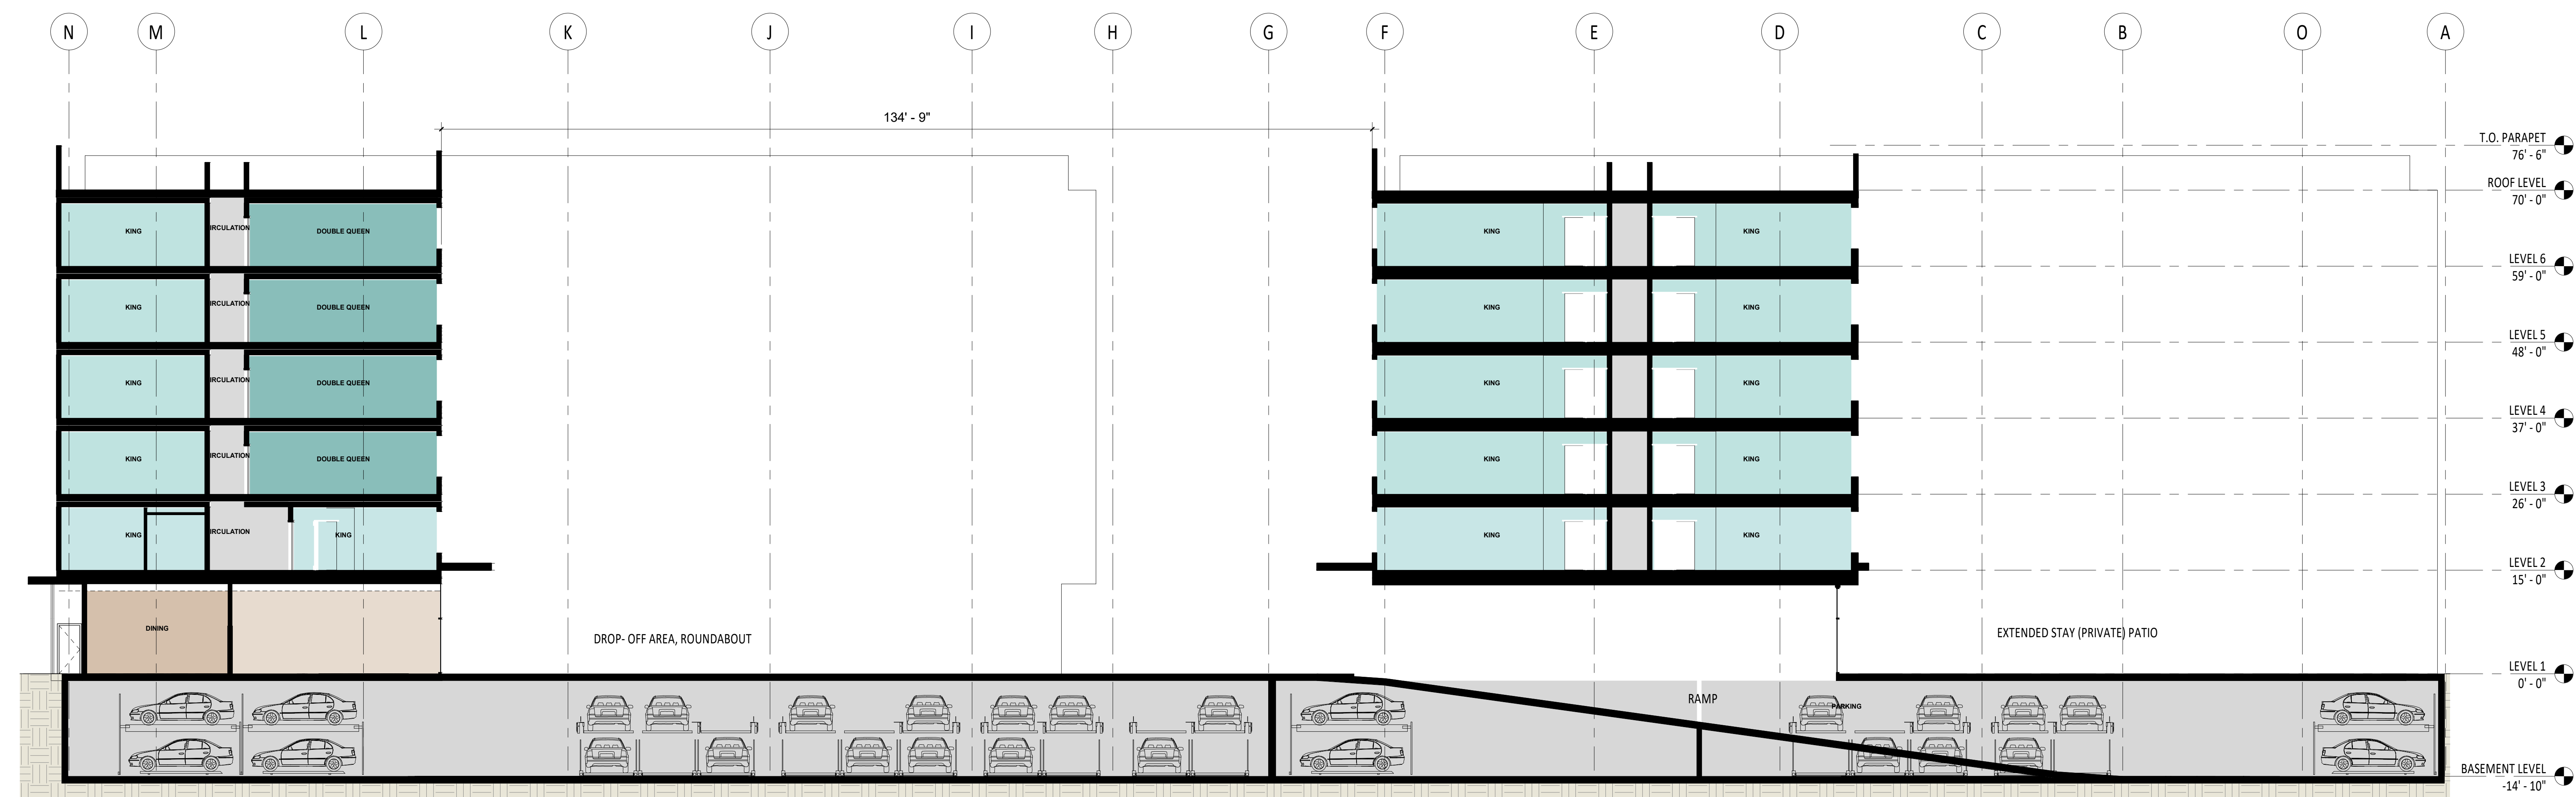 N M L K J I H G F E D C B O A
134' - 9"
T.O. PARAPET
76' - 6"
ROOF LEVEL
70' - 0"
KING IRCULATION DOUBLE QUEEN KING KING
LEVEL 6
59' - 0"
KING IRCULATION DOUBLE QUEEN KING KING
LEVEL 5
48' - 0"
KING IRCULATION DOUBLE QUEEN KING KING
LEVEL 4
37' - 0"
KING IRCULATION DOUBLE QUEEN KING KING
LEVEL 3
26' - 0"
KING IRCULATION KING KING KING
LEVEL 2
15' - 0"
DINING
DROP- OFF AREA, ROUNDABOUT
EXTENDED STAY (PRIVATE) PATIO
LEVEL 1
0' - 0"
RAMP
PARKING
BASEMENT LEVEL
-14' - 10"